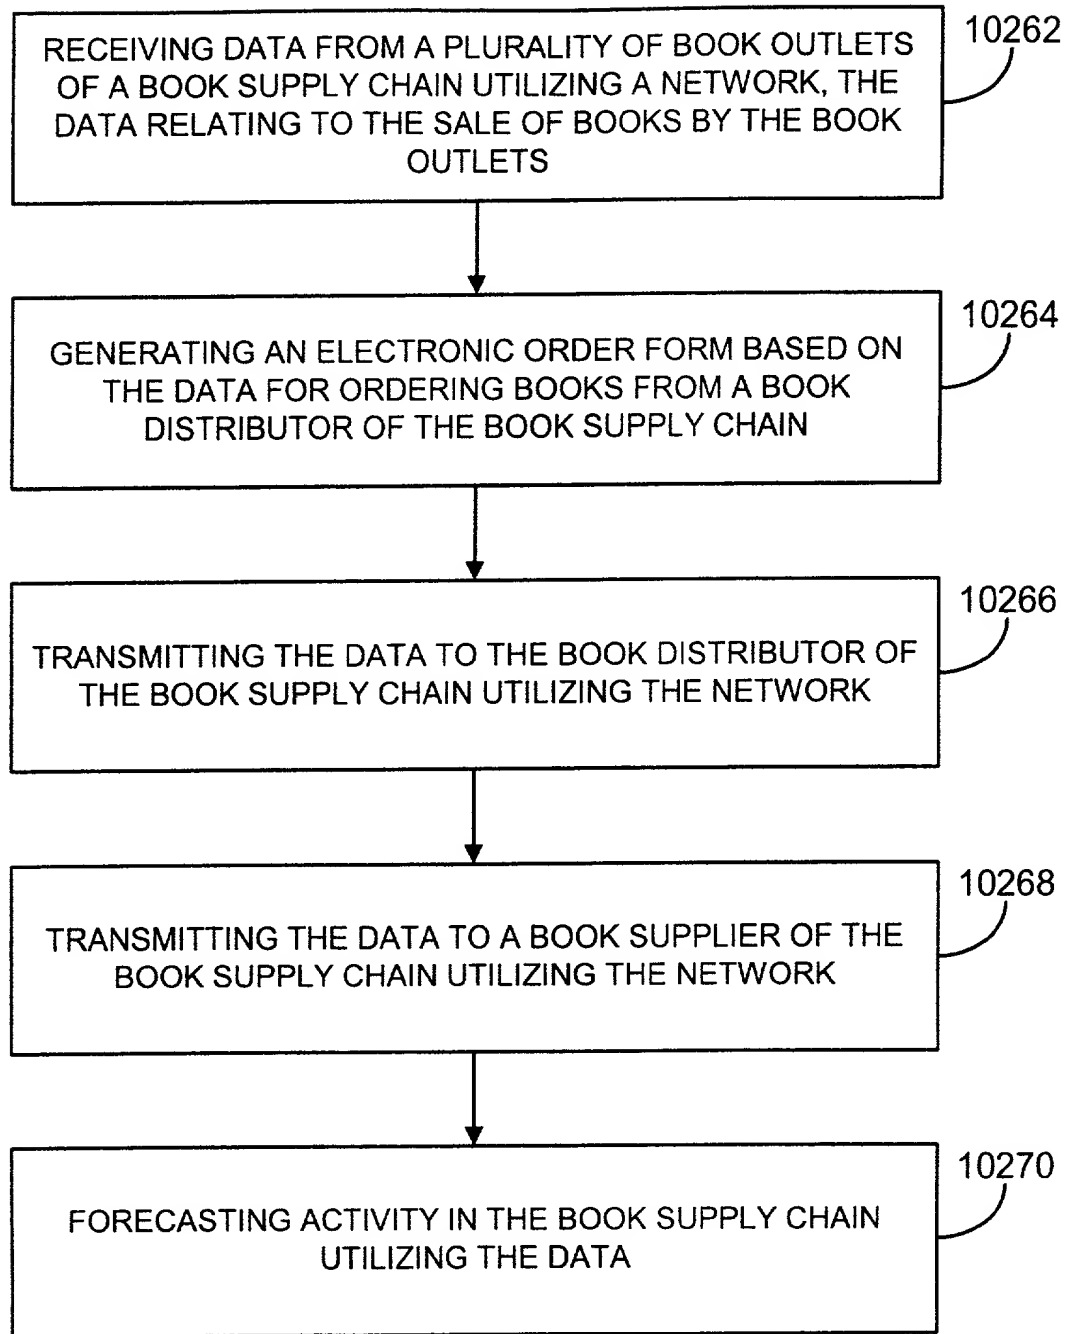 10262
RECEIVING DATA FROM A PLURALITY OF BOOK OUTLETS
OF A BOOK SUPPLY CHAIN UTILIZING A NETWORK, THE
DATA RELATING TO THE SALE OF BOOKS BY THE BOOK
OUTLETS
10264
GENERATING AN ELECTRONIC ORDER FORM BASED ON
THE DATA FOR ORDERING BOOKS FROM A BOOK
DISTRIBUTOR OF THE BOOK SUPPLY CHAIN
10266
TRANSMITTING THE DATA TO THE BOOK DISTRIBUTOR OF
THE BOOK SUPPLY CHAIN UTILIZING THE NETWORK
10268
TRANSMITTING THE DATA TO A BOOK SUPPLIER OF THE
BOOK SUPPLY CHAIN UTILIZING THE NETWORK
10270
FORECASTING ACTIVITY IN THE BOOK SUPPLY CHAIN
UTILIZING THE DATA